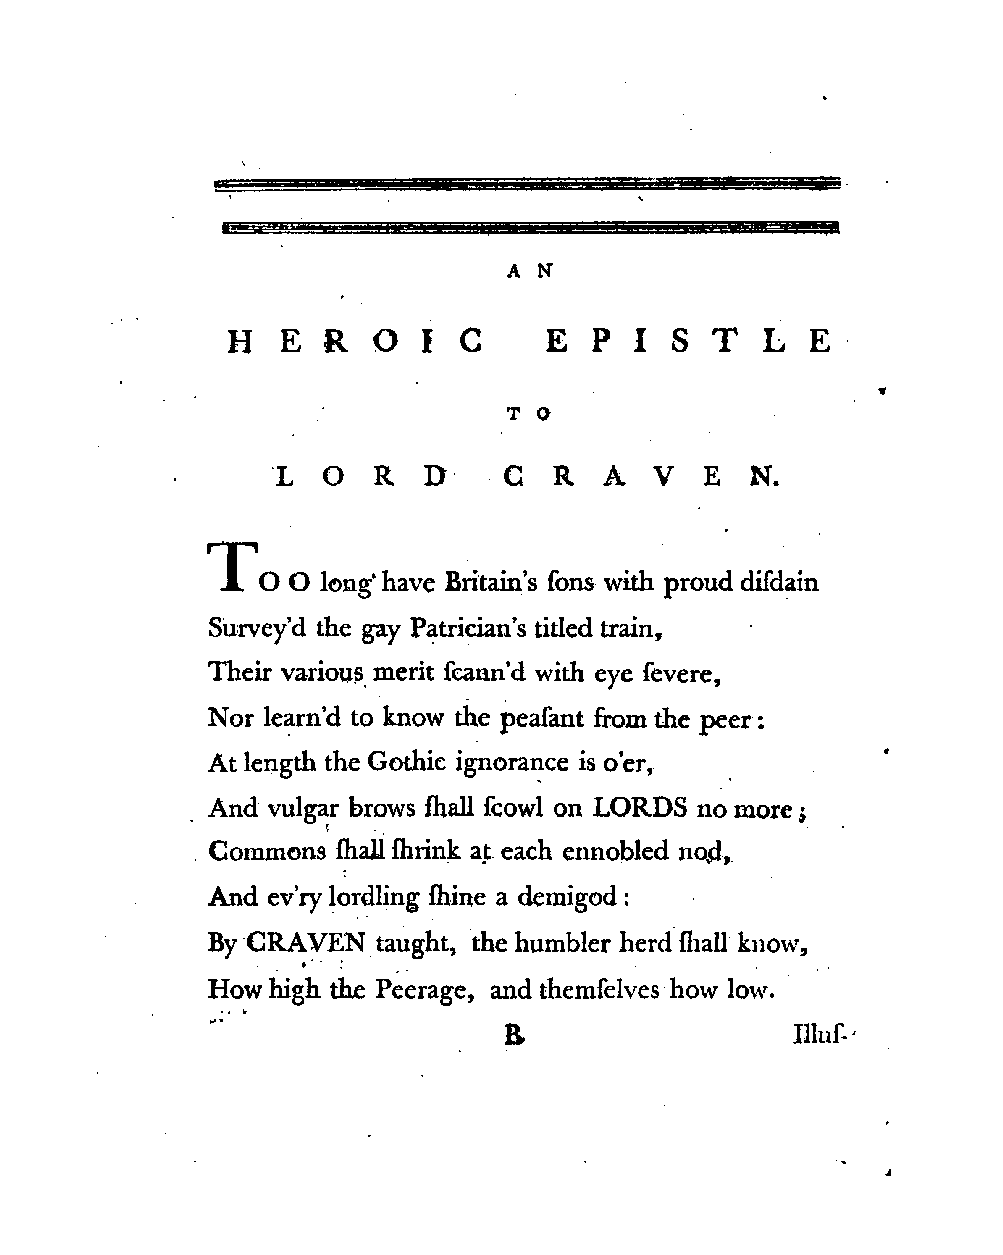 AN
HEROIC EPISTLE
TO
LORD CRAVEN.
TOO long have Britain's ſons with proud diſdain
Survey'd the gay Patrician's titled train,
Their various merit ſcann'd with eye ſevere,
Nor learn'd to know the peaſant from the peer:
At length the Gothic ignorance is o'er,
And vulgar brows ſhall ſcowl on LORDS no more;
Commons ſhall ſhrink at each ennobled nod,
And ev'ry lordling ſhine a demigod:
By CRAVEN taught, the humbler herd ſhall know,
How high the Peerage, and themſelves how low.
B Illuſ-